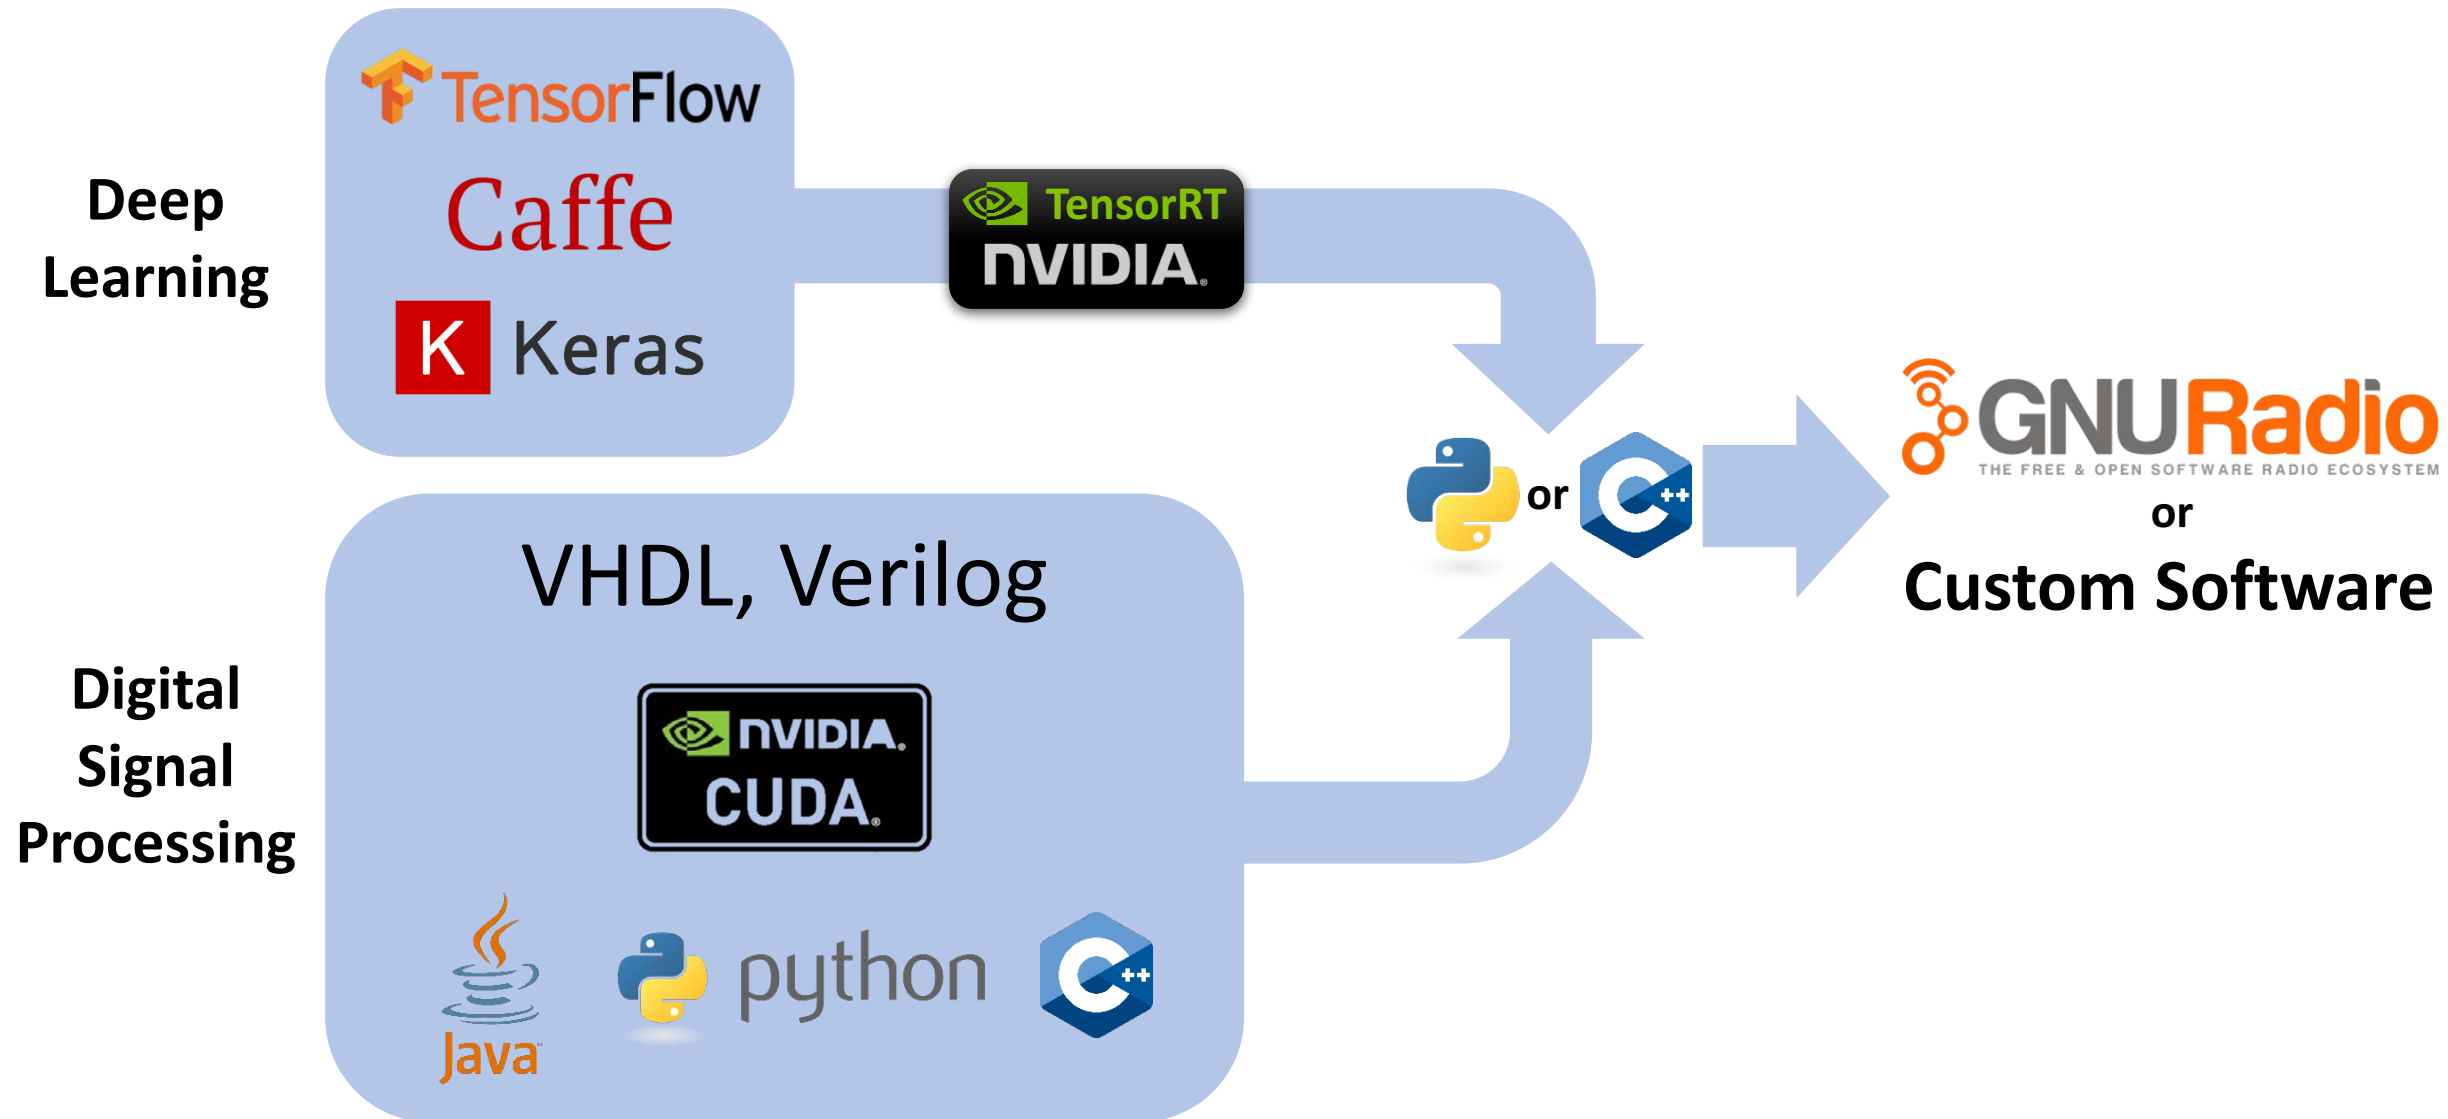 Deep
Learning
TensorFlow
Caffe
K Keras
TensorRT
NVIDIA®
Digital
Signal
Processing
VHDL, Verilog
NVIDIA®
CUDA®
Java™
python
C++
or
C++
GNURadio
THE FREE & OPEN SOFTWARE RADIO ECOSYSTEM
or
Custom Software